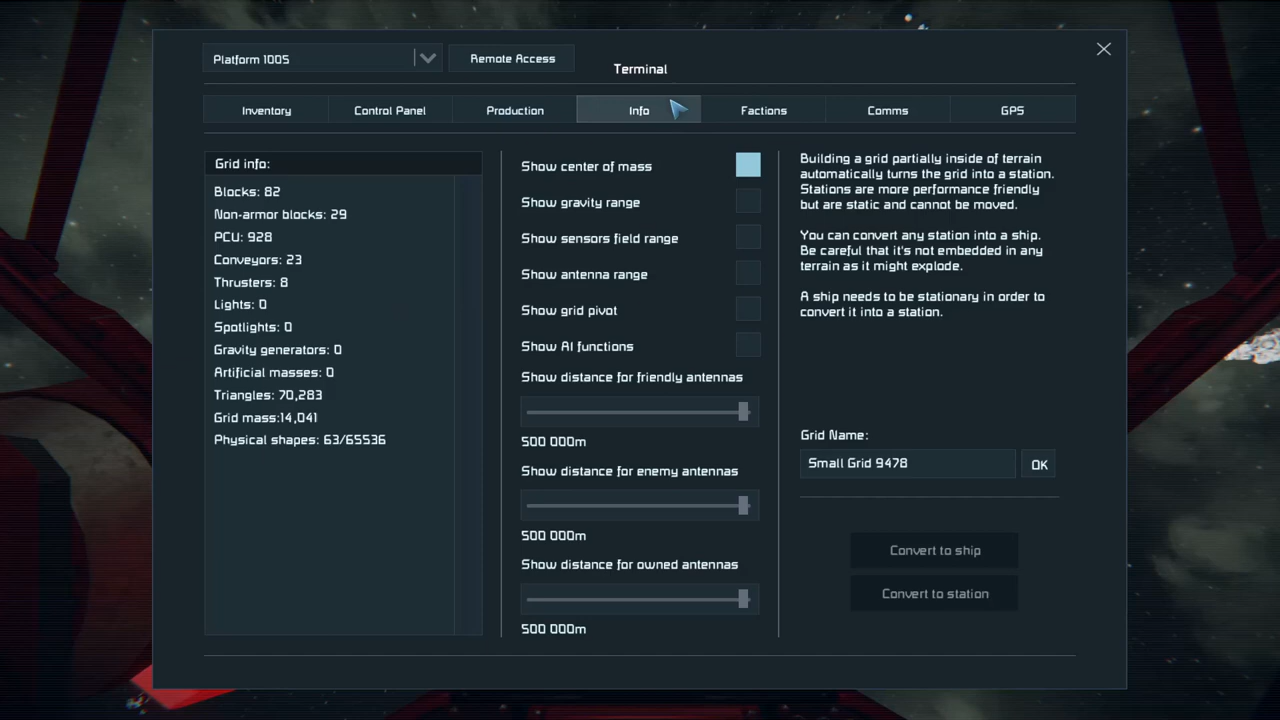 Platform 1005
Remote Access
Terminal
Inventory
Control Panel
Production
Info
Factions
Comms
GPS
Grid info:
Blocks: 82
Non-armor blocks: 29
PCU: 928
Conveyors: 23
Thrusters: 8
Lights: 0
Spotlights: 0
Gravity generators: 0
Artificial masses: 0
Triangles: 70,283
Grid mass:14,041
Physical shapes: 63/65536
Show center of mass
Show gravity range
Show sensors field range
Show antenna range
Show grid pivot
Show AI functions
Show distance for friendly antennas
500 000m
Show distance for enemy antennas
500 000m
Show distance for owned antennas
500 000m
Building a grid partially inside of terrain
automatically turns the grid into a station.
Stations are more performance friendly
but are static and cannot be moved.
You can convert any station into a ship.
Be careful that it's not embedded in any
terrain as it might explode.
A ship needs to be stationary in order to
convert it into a station.
Grid Name:
Small Grid 9478
OK
Convert to ship
Convert to station